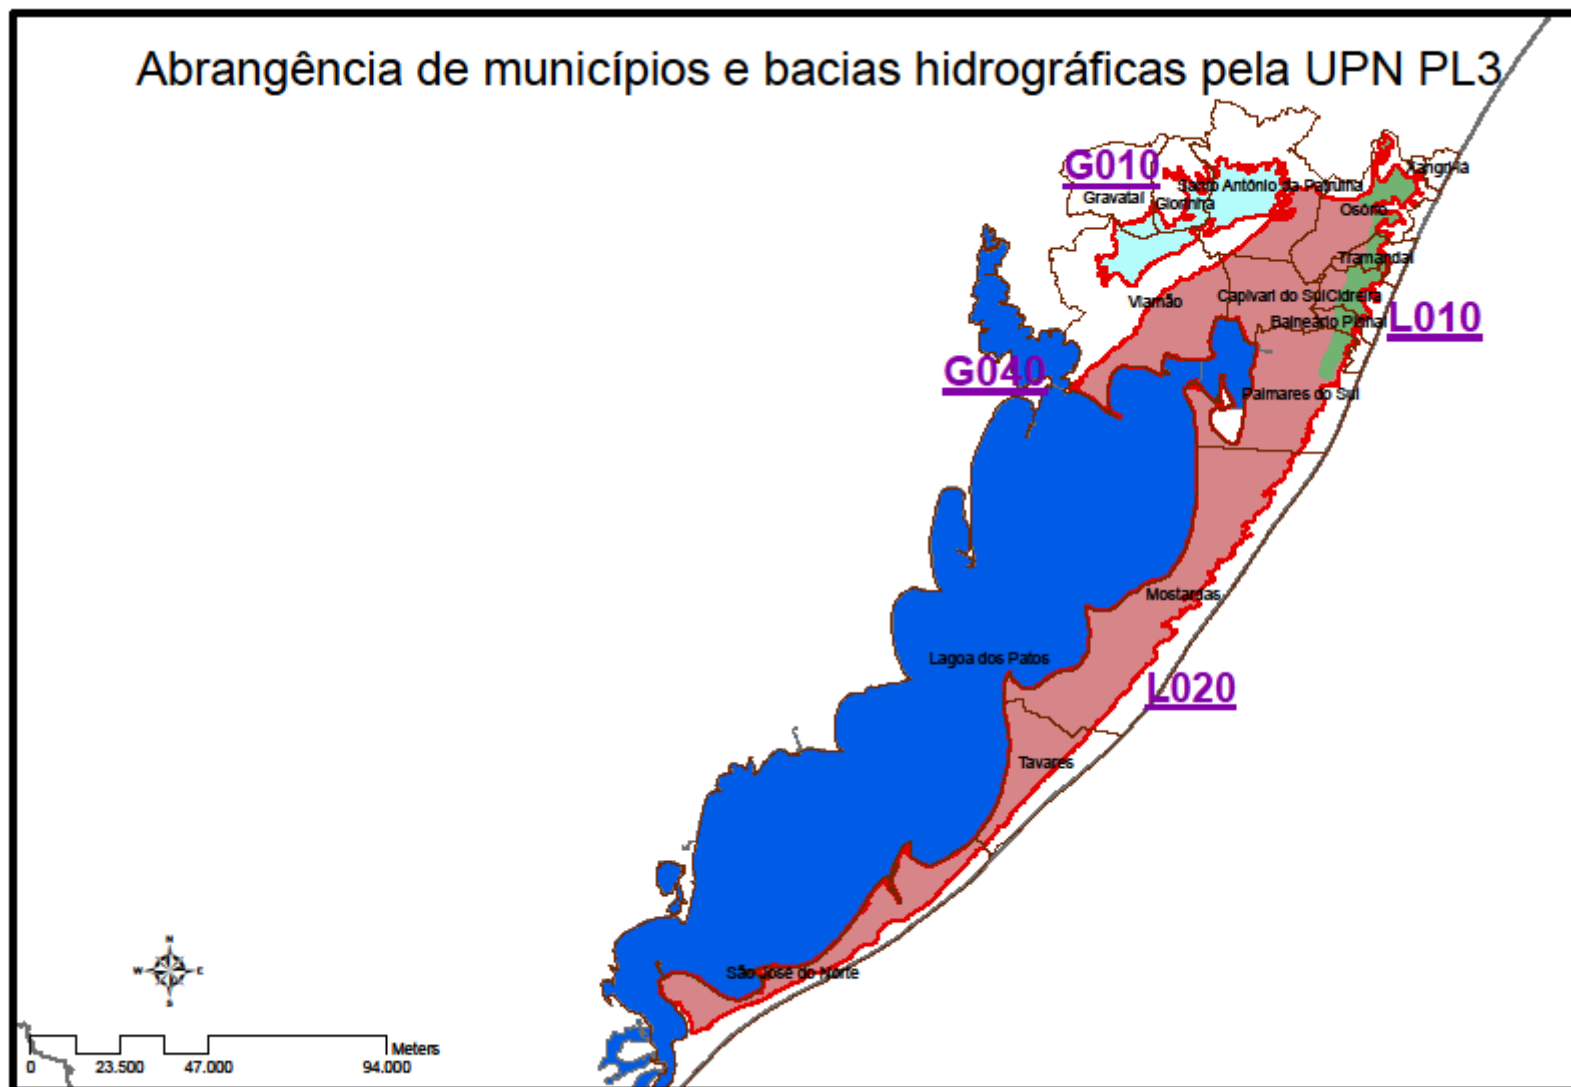 Abrangência de municípios e bacias hidrográficas pela UPN PL3
G010
Xangri-lá
Santo Antônio da Patrulha
Gravataí
Glorinha
Osório
Tramandaí
Viamão
Capivari do Sul
Cidreira
Balneário Pinhal
L010
G040
Palmares do Sul
Mostardas
Lagoa dos Patos
L020
Tavares
São José do Norte
N
W
E
S
Meters
0
23.500
47.000
94.000